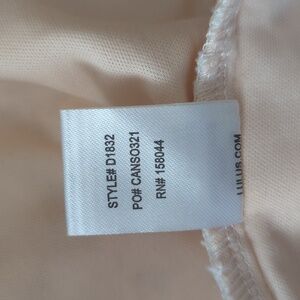 STYLE# D1832
PO# CANSO321
RN# 158044
LULUS.COM